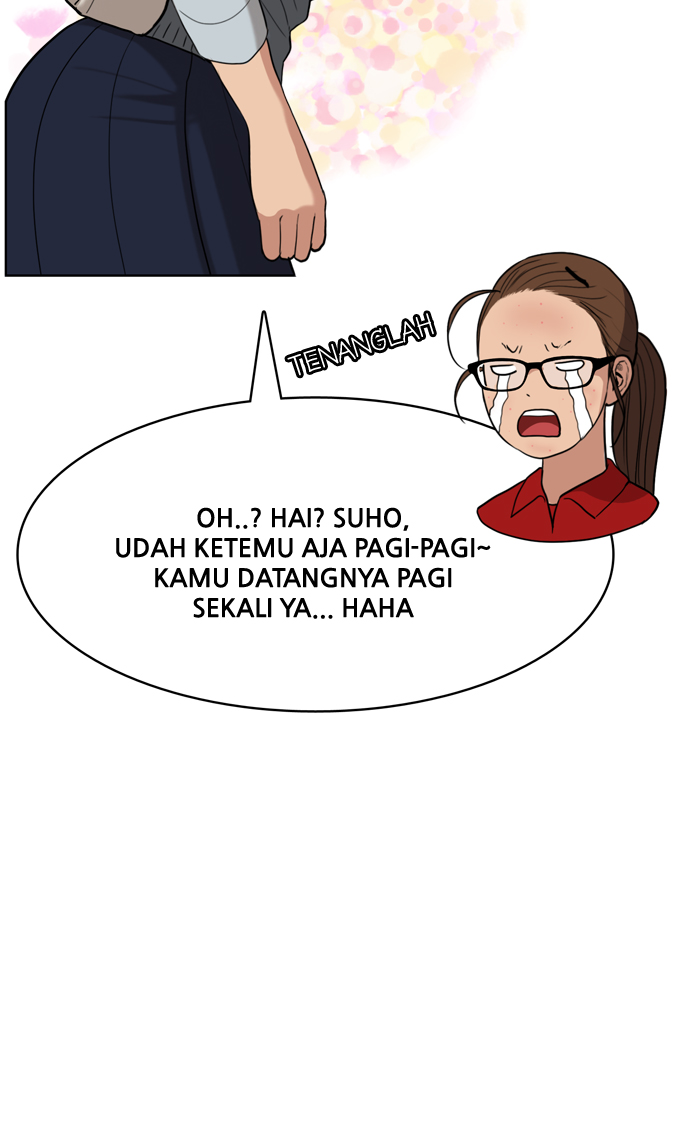 TENANGLAH
OH..? HAI? SUHO,
UDAH KETEMU AJA PAGI-PAGI~
KAMU DATANGNYA PAGI
SEKALI YA... HAHA